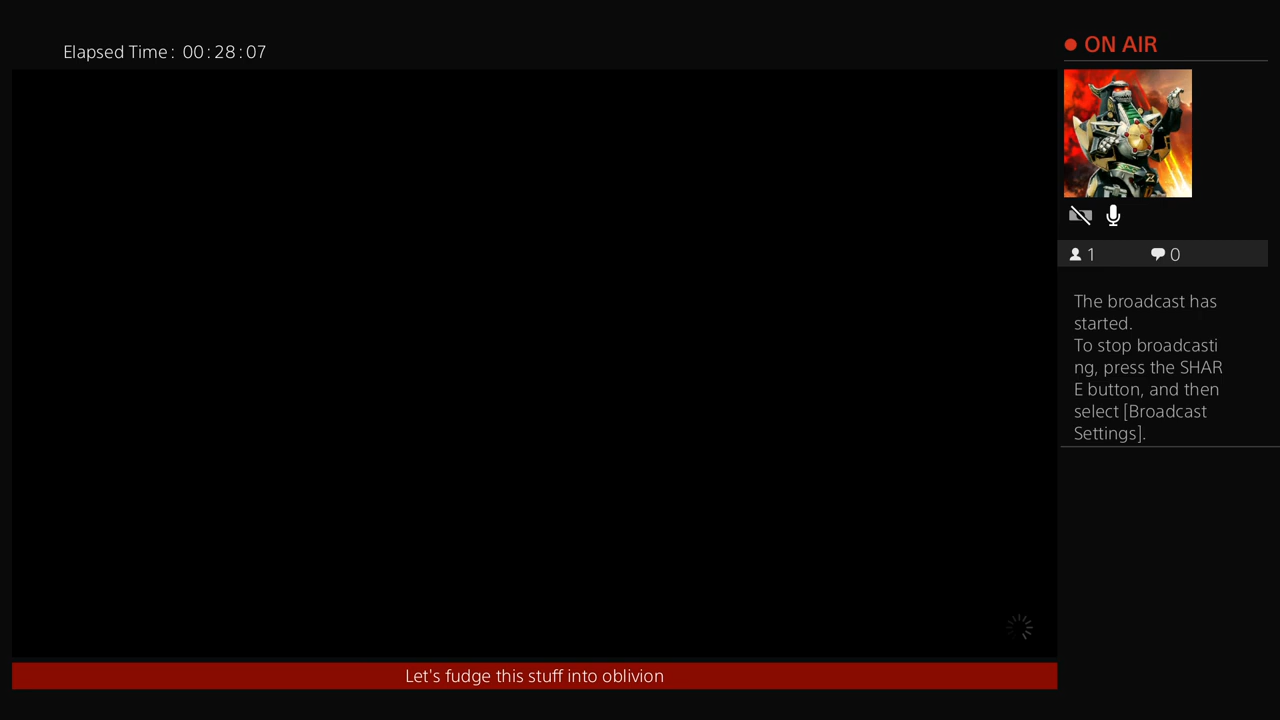 Elapsed Time: 00:28:07
ON AIR
1 0
The broadcast has
started.
To stop broadcasti
ng, press the SHAR
E button, and then
select [Broadcast
Settings].
Let's fudge this stuff into oblivion